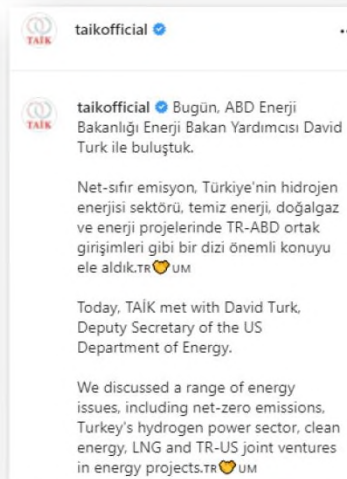 TAİK
taikofficial
TAİK
taikofficial Bugün, ABD Enerji
Bakanlığı Enerji Bakan Yardımcısı David
Turk ile buluştuk.
Net-sıfır emisyon, Türkiye'nin hidrojen
enerjisi sektörü, temiz enerji, doğalgaz
ve enerji projelerinde TR-ABD ortak
girişimleri gibi bir dizi önemli konuyu
ele aldık.TR🤝UM
Today, TAİK met with David Turk,
Deputy Secretary of the US
Department of Energy.
We discussed a range of energy
issues, including net-zero emissions,
Turkey's hydrogen power sector, clean
energy, LNG and TR-US joint ventures
in energy projects.TR🤝UM